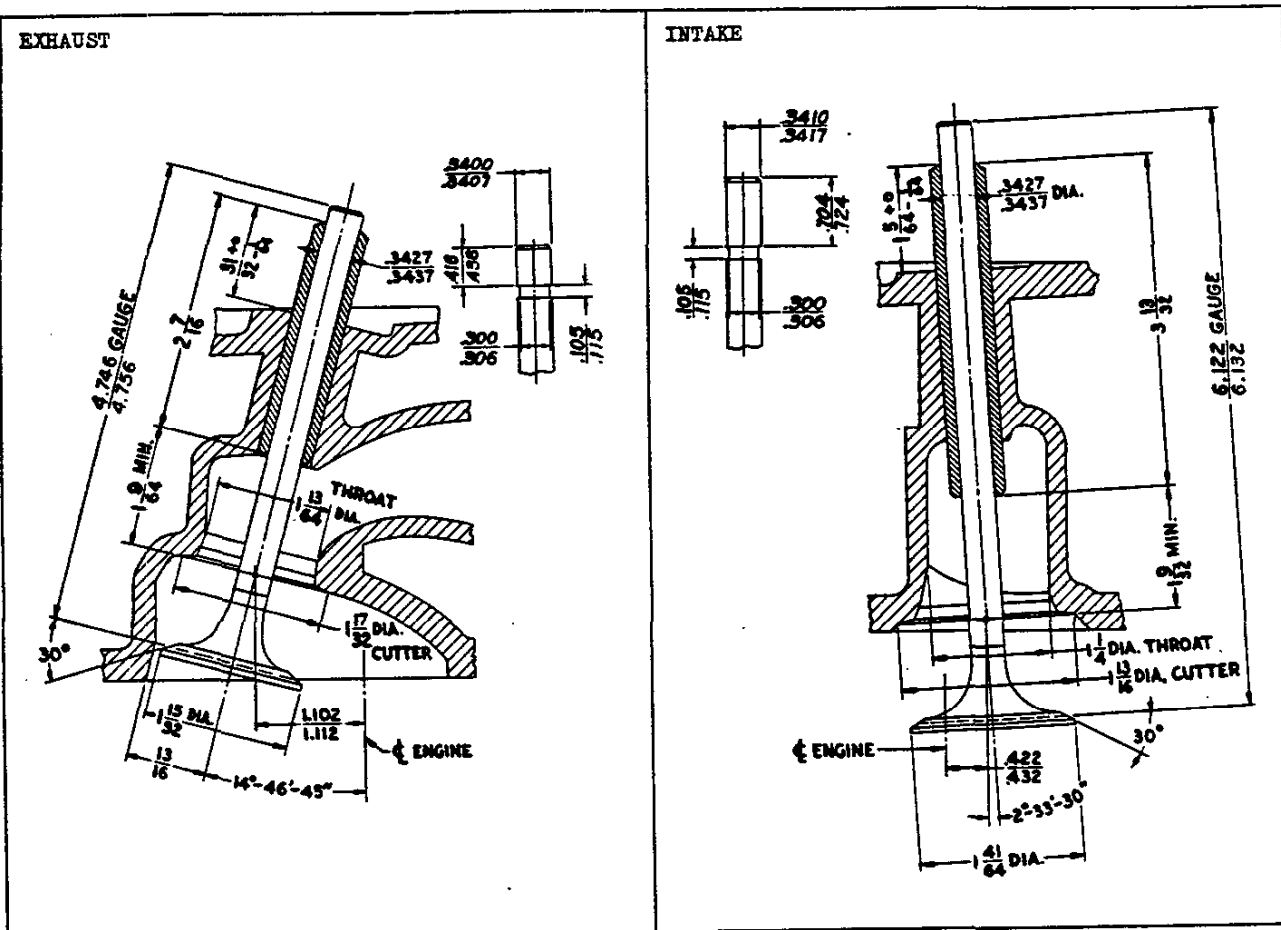 EXHAUST
.3400
.3407
.3427
.3437
.416
.436
.300
.306
.105
.115
31/32 +0 -1/64
2 7/16
4.746 GAUGE
4.756
1 9/64 MIN.
1 13/64 THROAT DIA.
1 17/32 DIA. CUTTER
30°
1 15/32 DIA.
13/16
1.102
1.112
℄ ENGINE
14°-46'-45"
INTAKE
.3410
.3417
.704
.724
.105
.115
.300
.306
1 5/64 +0 -1/64
.3427 DIA.
.3437
3 13/32
6.122 GAUGE
6.132
1 9/32 MIN.
1 1/4 DIA. THROAT
1 13/16 DIA. CUTTER
30°
℄ ENGINE
.422
.432
2°-33'-30"
1 41/64 DIA.